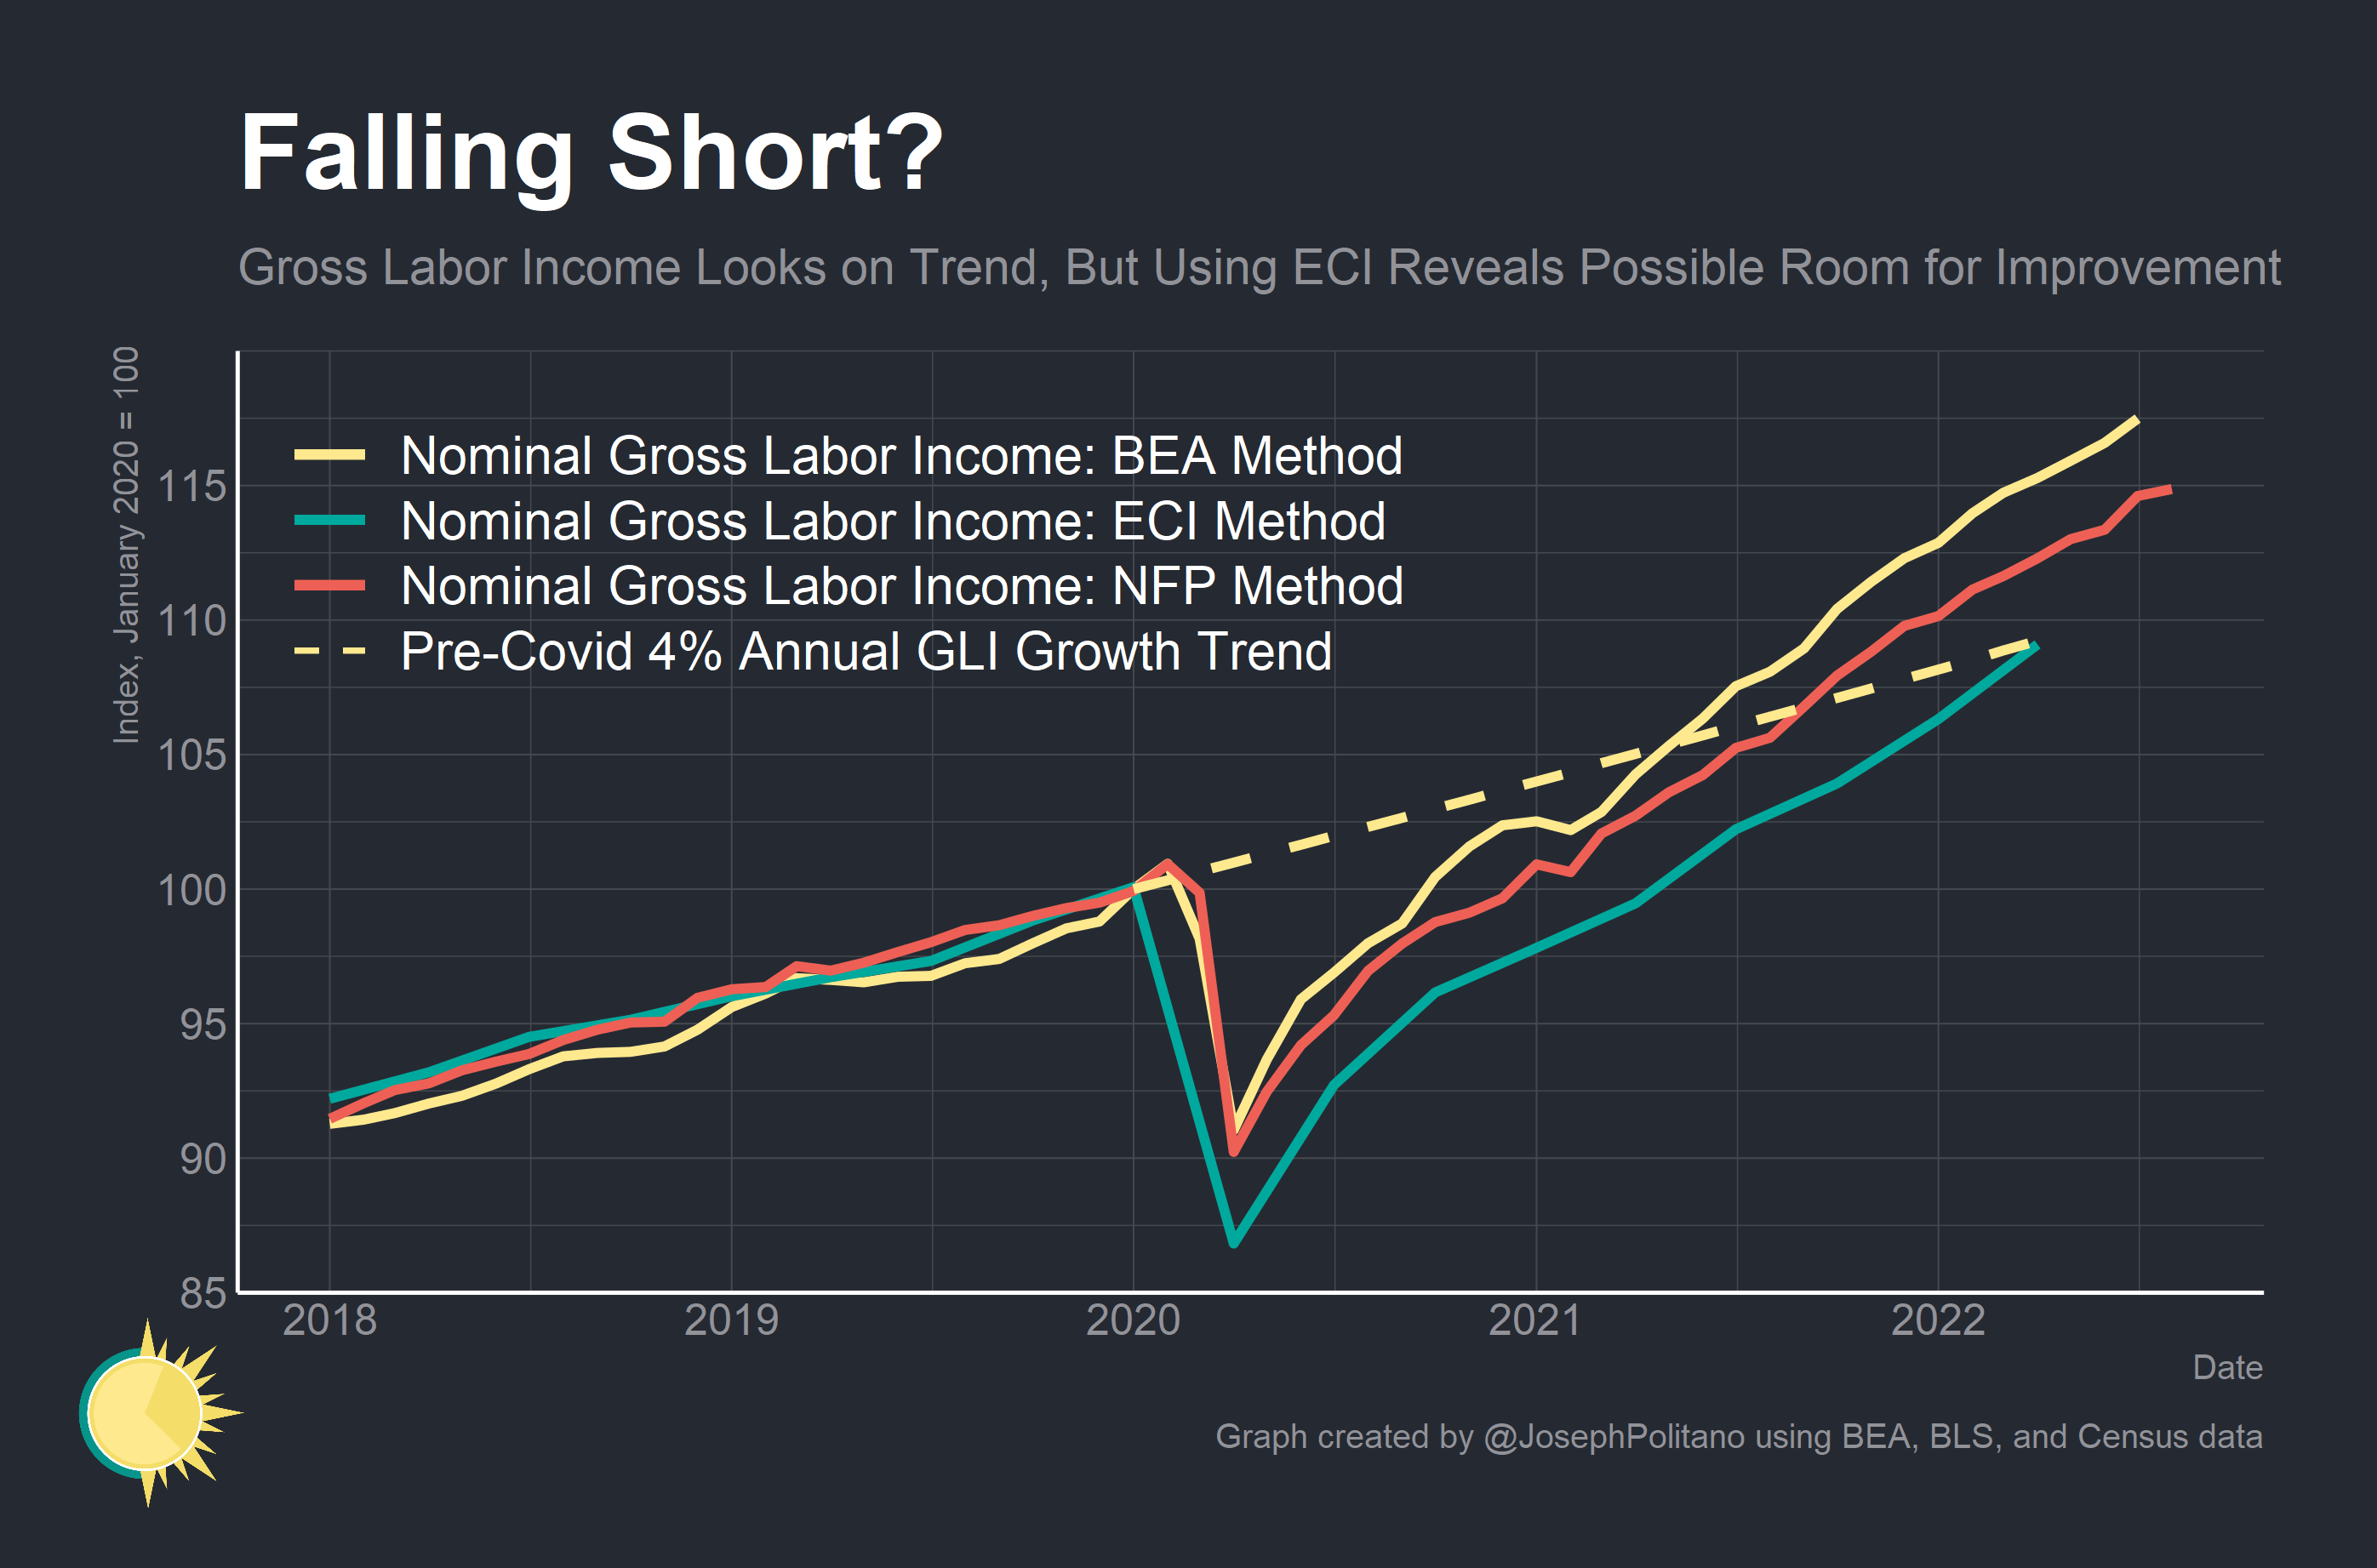 Falling Short?
Gross Labor Income Looks on Trend, But Using ECI Reveals Possible Room for Improvement
Index, January 2020 = 100
Nominal Gross Labor Income: BEA Method
Nominal Gross Labor Income: ECI Method
Nominal Gross Labor Income: NFP Method
Pre-Covid 4% Annual GLI Growth Trend
115
110
105
100
95
90
85
2018 2019 2020 2021 2022
Date
Graph created by @JosephPolitano using BEA, BLS, and Census data